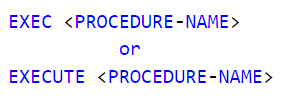 EXEC <PROCEDURE-NAME>
or
EXECUTE <PROCEDURE-NAME>